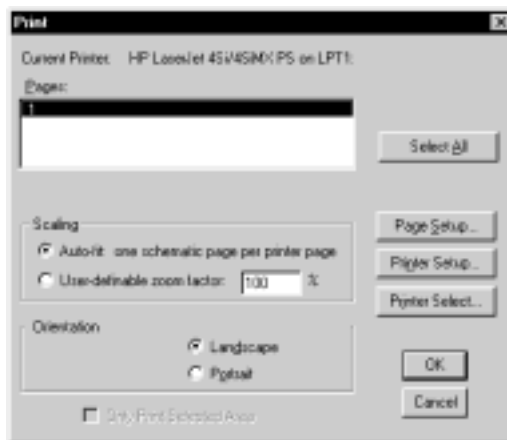 Print
Current Printer: HP LaserJet 4Si/4SiMX PS on LPT1:
Pages:
1
Select All
Scaling
Auto-fit: one schematic page per printer page
User-definable zoom factor: 100 %
Page Setup...
Printer Setup...
Printer Select...
Orientation
Landscape
Portrait
OK
Cancel
Only Print Selected Area